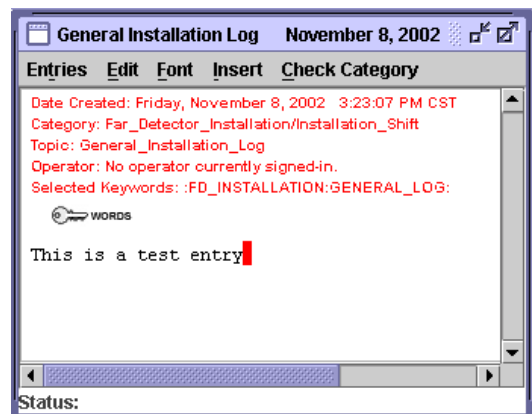 General Installation Log November 8, 2002
Entries Edit Font Insert Check Category
Date Created: Friday, November 8, 2002 3:23:07 PM CST
Category: Far_Detector_Installation/Installation_Shift
Topic: General_Installation_Log
Operator: No operator currently signed-in.
Selected Keywords: :FD_INSTALLATION:GENERAL_LOG:
WORDS
This is a test entry
Status: